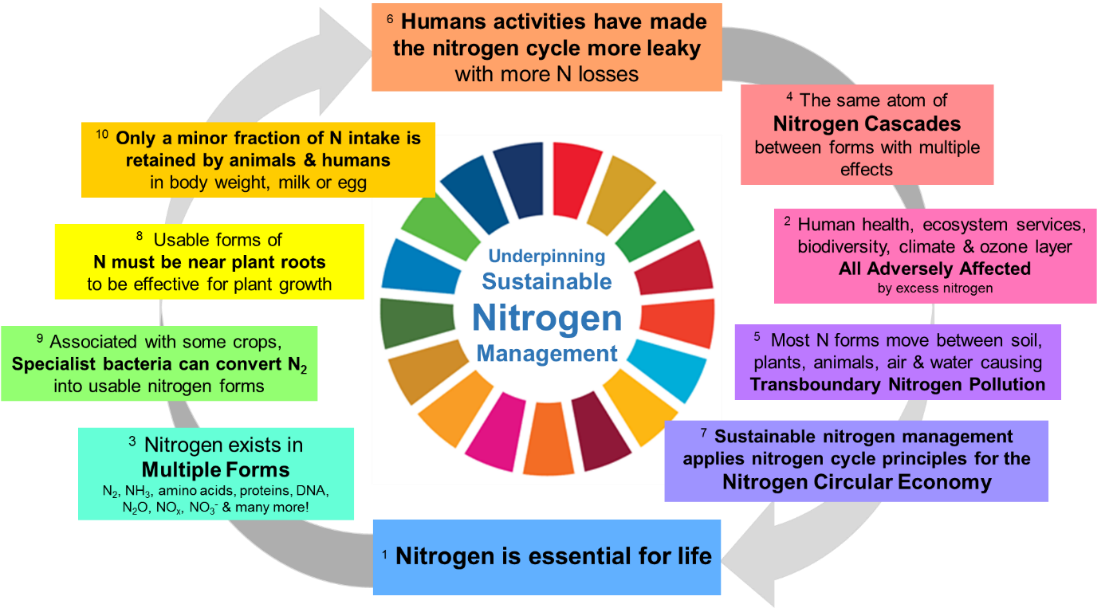 ⁶ Humans activities have made
the nitrogen cycle more leaky
with more N losses
⁴ The same atom of
Nitrogen Cascades
between forms with multiple
effects
² Human health, ecosystem services,
biodiversity, climate & ozone layer
All Adversely Affected
by excess nitrogen
⁵ Most N forms move between soil,
plants, animals, air & water causing
Transboundary Nitrogen Pollution
⁷ Sustainable nitrogen management
applies nitrogen cycle principles for the
Nitrogen Circular Economy
¹ Nitrogen is essential for life
³ Nitrogen exists in
Multiple Forms
N₂, NH₃, amino acids, proteins, DNA,
N₂O, NOₓ, NO₃⁻ & many more!
⁹ Associated with some crops,
Specialist bacteria can convert N₂
into usable nitrogen forms
⁸ Usable forms of
N must be near plant roots
to be effective for plant growth
¹⁰ Only a minor fraction of N intake is
retained by animals & humans
in body weight, milk or egg
Underpinning
Sustainable
Nitrogen
Management